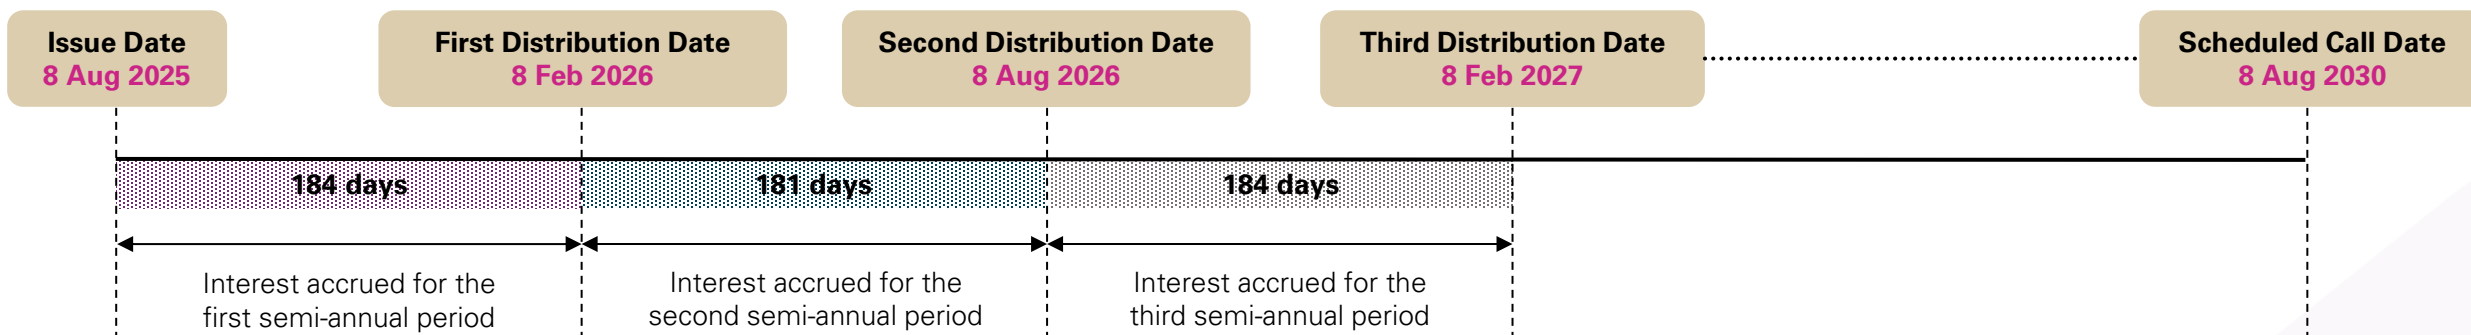 Issue Date
8 Aug 2025
First Distribution Date
8 Feb 2026
Second Distribution Date
8 Aug 2026
Third Distribution Date
8 Feb 2027
Scheduled Call Date
8 Aug 2030
184 days
181 days
184 days
Interest accrued for the
first semi-annual period
Interest accrued for the
second semi-annual period
Interest accrued for the
third semi-annual period